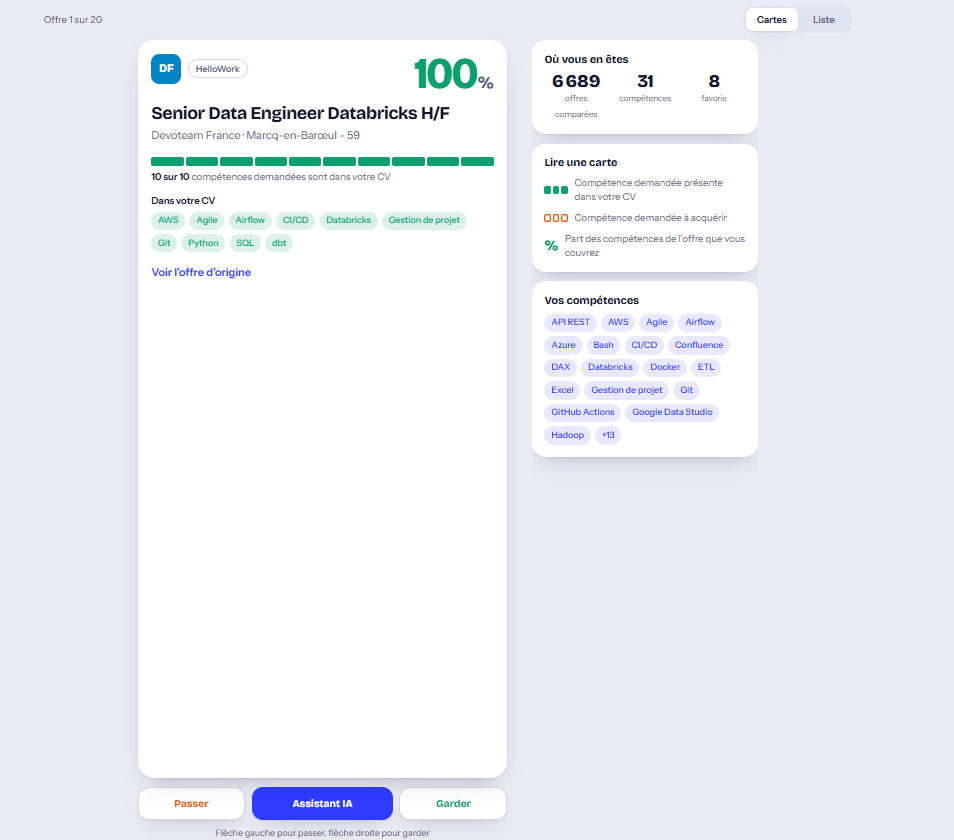 Offre 1 sur 20
Cartes
Liste
DF
HelloWork
100%
Senior Data Engineer Databricks H/F
Devoteam France · Marcq-en-Barœul - 59
10 sur 10 compétences demandées sont dans votre CV
Dans votre CV
AWS Agile Airflow CI/CD Databricks Gestion de projet
Git Python SQL dbt
Voir l'offre d'origine
Passer
Assistant IA
Garder
Flèche gauche pour passer, flèche droite pour garder
Où vous en êtes
6 689 31 8
offres compétences favoris
comparées
Lire une carte
Compétence demandée présente
dans votre CV
Compétence demandée à acquérir
% Part des compétences de l'offre que vous
couvrez
Vos compétences
API REST AWS Agile Airflow
Azure Bash CI/CD Confluence
DAX Databricks Docker ETL
Excel Gestion de projet Git
GitHub Actions Google Data Studio
Hadoop +13